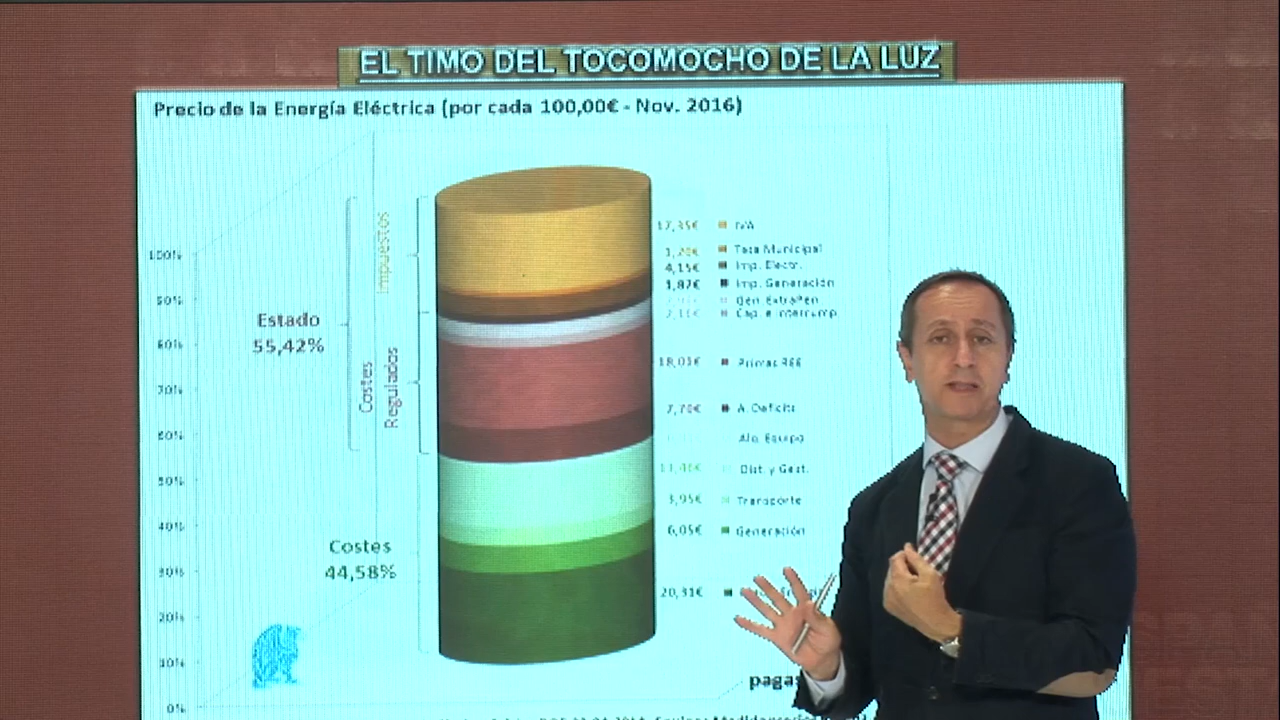 EL TIMO DEL TOCOMOCHO DE LA LUZ
Precio de la Energía Eléctrica (por cada 100,00€ - Nov. 2016)
100%
90%
80%
70%
60%
50%
40%
30%
20%
10%
0%
Estado
55,42%
Impuestos
Costes
Regulados
Costes
44,58%
17,35€ IVA
1,20€ Tasa Municipal
4,15€ Imp. Electr.
1,87€ Imp. Generación
Gen. ExtraPen
Cap. e Interrump
Primas REE
7,70€ A. Deficits
Alq. Equipo
Dist. y Gest.
3,95€ Transporte
6,05€ Generación
20,31€
pagas